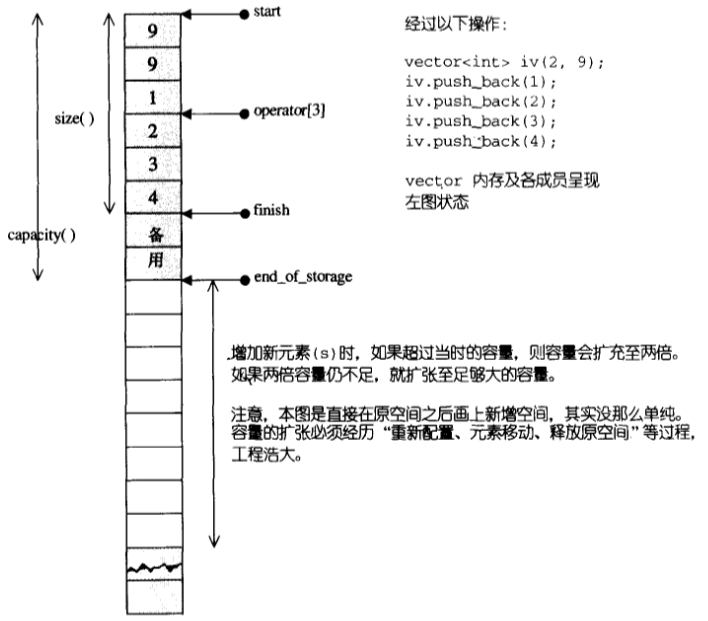 start
经过以下操作：
9
9
vector<int> iv(2, 9);
iv.push_back(1);
1
iv.push_back(2);
size( )
operator[3]
iv.push_back(3);
2
iv.push_back(4);
3
vector 内存及各成员呈现
4
左图状态
finish
capacity( )
备
用
end_of_storage
增加新元素(s)时，如果超过当时的容量，则容量会扩充至两倍。
如果两倍容量仍不足，就扩张至足够大的容量。
注意，本图是直接在原空间之后画上新增空间，其实没那么单纯。
容量的扩张必须经历“重新配置、元素移动、释放原空间”等过程，
工程浩大。